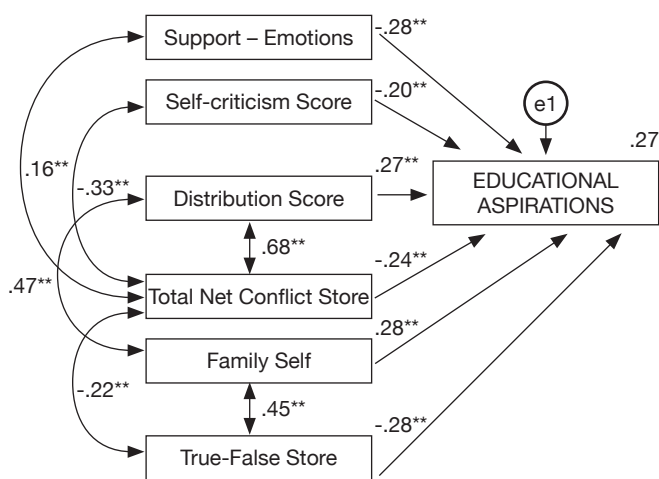 Support – Emotions
-.28**
Self-criticism Score
-.20**
e1
.27
.16**
-.33**
Distribution Score
.27**
EDUCATIONAL
ASPIRATIONS
.68**
-.24**
.47**
Total Net Conflict Store
.28**
Family Self
-.22**
.45**
-.28**
True-False Store